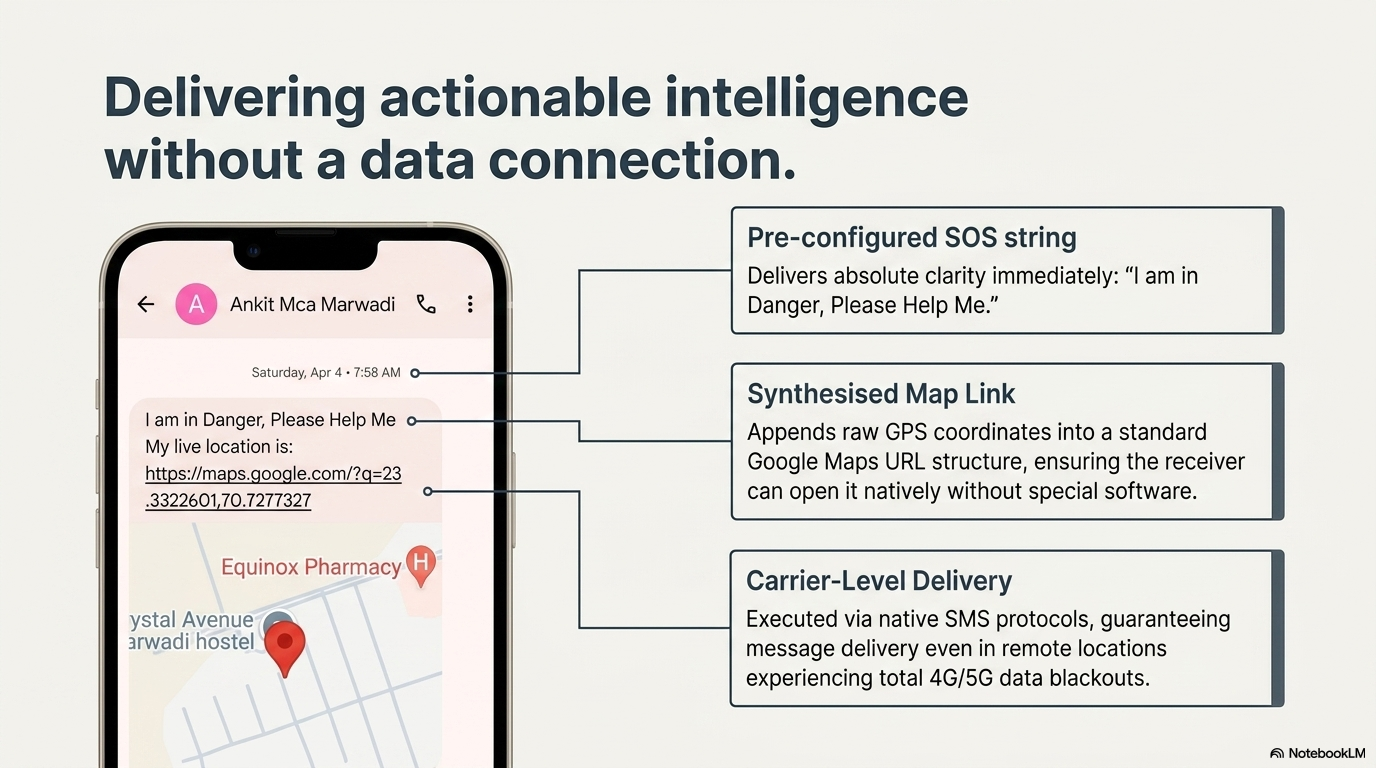 Delivering actionable intelligence
without a data connection.
A
Ankit Mca Marwadi
Saturday, Apr 4 • 7:58 AM
I am in Danger, Please Help Me
My live location is:
https://maps.google.com/?q=23
.3322601,70.7277327
Equinox Pharmacy
H
ystal Avenue
arwadi hostel
Pre-configured SOS string
Delivers absolute clarity immediately: “I am in
Danger, Please Help Me.”
Synthesised Map Link
Appends raw GPS coordinates into a standard
Google Maps URL structure, ensuring the receiver
can open it natively without special software.
Carrier-Level Delivery
Executed via native SMS protocols, guaranteeing
message delivery even in remote locations
experiencing total 4G/5G data blackouts.
NotebookLM